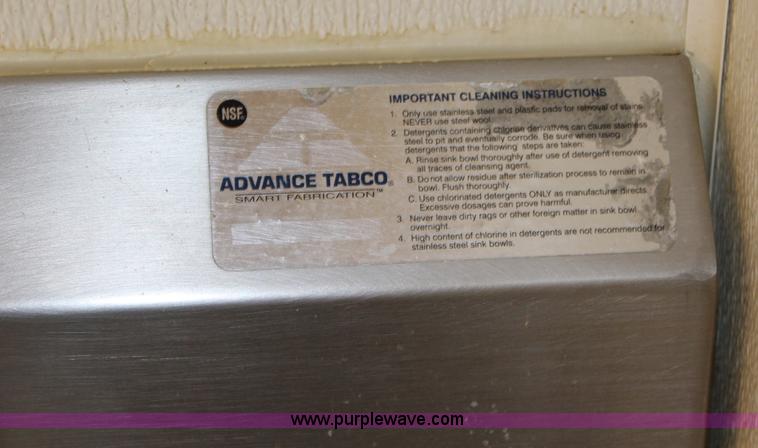 NSF
ADVANCE TABCO®
SMART FABRICATION™
IMPORTANT CLEANING INSTRUCTIONS
1. Only use stainless steel and plastic pads for removal of stains.
NEVER use steel wool.
2. Detergents containing chlorine derivatives can cause stainless
steel to pit and eventually corrode. Be sure when using
detergents that the following steps are taken:
A. Rinse sink bowl thoroughly after use of detergent removing
all traces of cleansing agent.
B. Do not allow residue after sterilization process to remain in
bowl. Flush thoroughly.
C. Use chlorinated detergents ONLY as manufacturer directs.
Excessive dosages can prove harmful.
3. Never leave dirty rags or other foreign matter in sink bowl
overnight.
4. High content of chlorine in detergents are not recommended for
stainless steel sink bowls.
www.purplewave.com